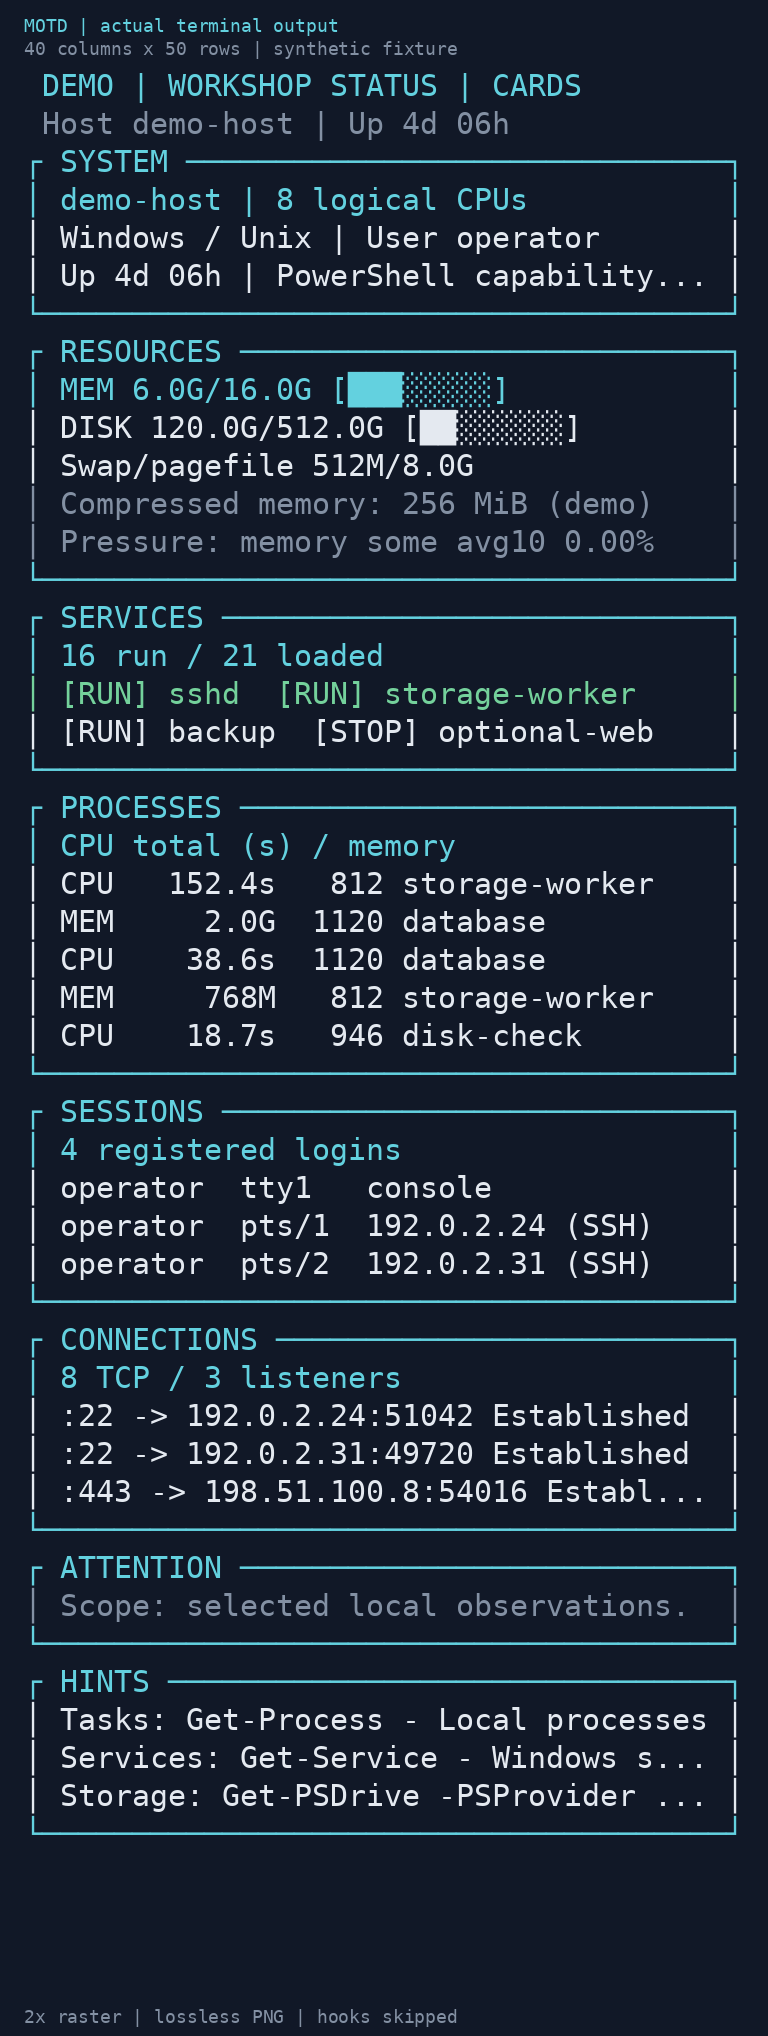 MOTD | actual terminal output
40 columns x 50 rows | synthetic fixture
DEMO | WORKSHOP STATUS | CARDS
Host demo-host | Up 4d 06h
SYSTEM
demo-host | 8 logical CPUs
Windows / Unix | User operator
Up 4d 06h | PowerShell capability...
RESOURCES
MEM 6.0G/16.0G [███░░░░░]
DISK 120.0G/512.0G [██░░░░░░]
Swap/pagefile 512M/8.0G
Compressed memory: 256 MiB (demo)
Pressure: memory some avg10 0.00%
SERVICES
16 run / 21 loaded
[RUN] sshd  [RUN] storage-worker
[RUN] backup  [STOP] optional-web
PROCESSES
CPU total (s) / memory
CPU   152.4s   812 storage-worker
MEM     2.0G  1120 database
CPU    38.6s  1120 database
MEM     768M   812 storage-worker
CPU    18.7s   946 disk-check
SESSIONS
4 registered logins
operator  tty1   console
operator  pts/1  192.0.2.24 (SSH)
operator  pts/2  192.0.2.31 (SSH)
CONNECTIONS
8 TCP / 3 listeners
:22 -> 192.0.2.24:51042 Established
:22 -> 192.0.2.31:49720 Established
:443 -> 198.51.100.8:54016 Establ...
ATTENTION
Scope: selected local observations.
HINTS
Tasks: Get-Process - Local processes
Services: Get-Service - Windows s...
Storage: Get-PSDrive -PSProvider ...
2x raster | lossless PNG | hooks skipped